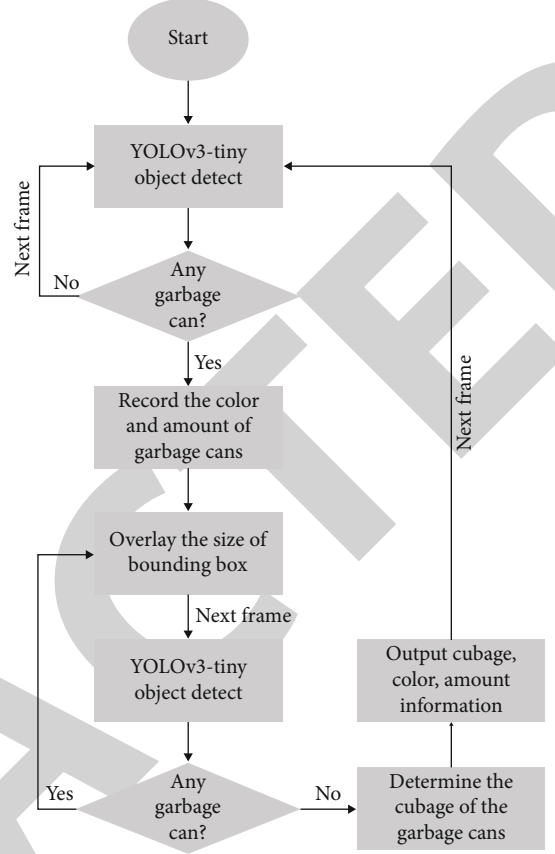 Start
YOLOv3-tiny
object detect
Next frame
No
Any
garbage
can?
Yes
Record the color
and amount of
garbage cans
Overlay the size of
bounding box
Next frame
YOLOv3-tiny
object detect
Yes
Any
garbage
can?
No
Determine the
cubage of the
garbage cans
Output cubage,
color, amount
information
Next frame